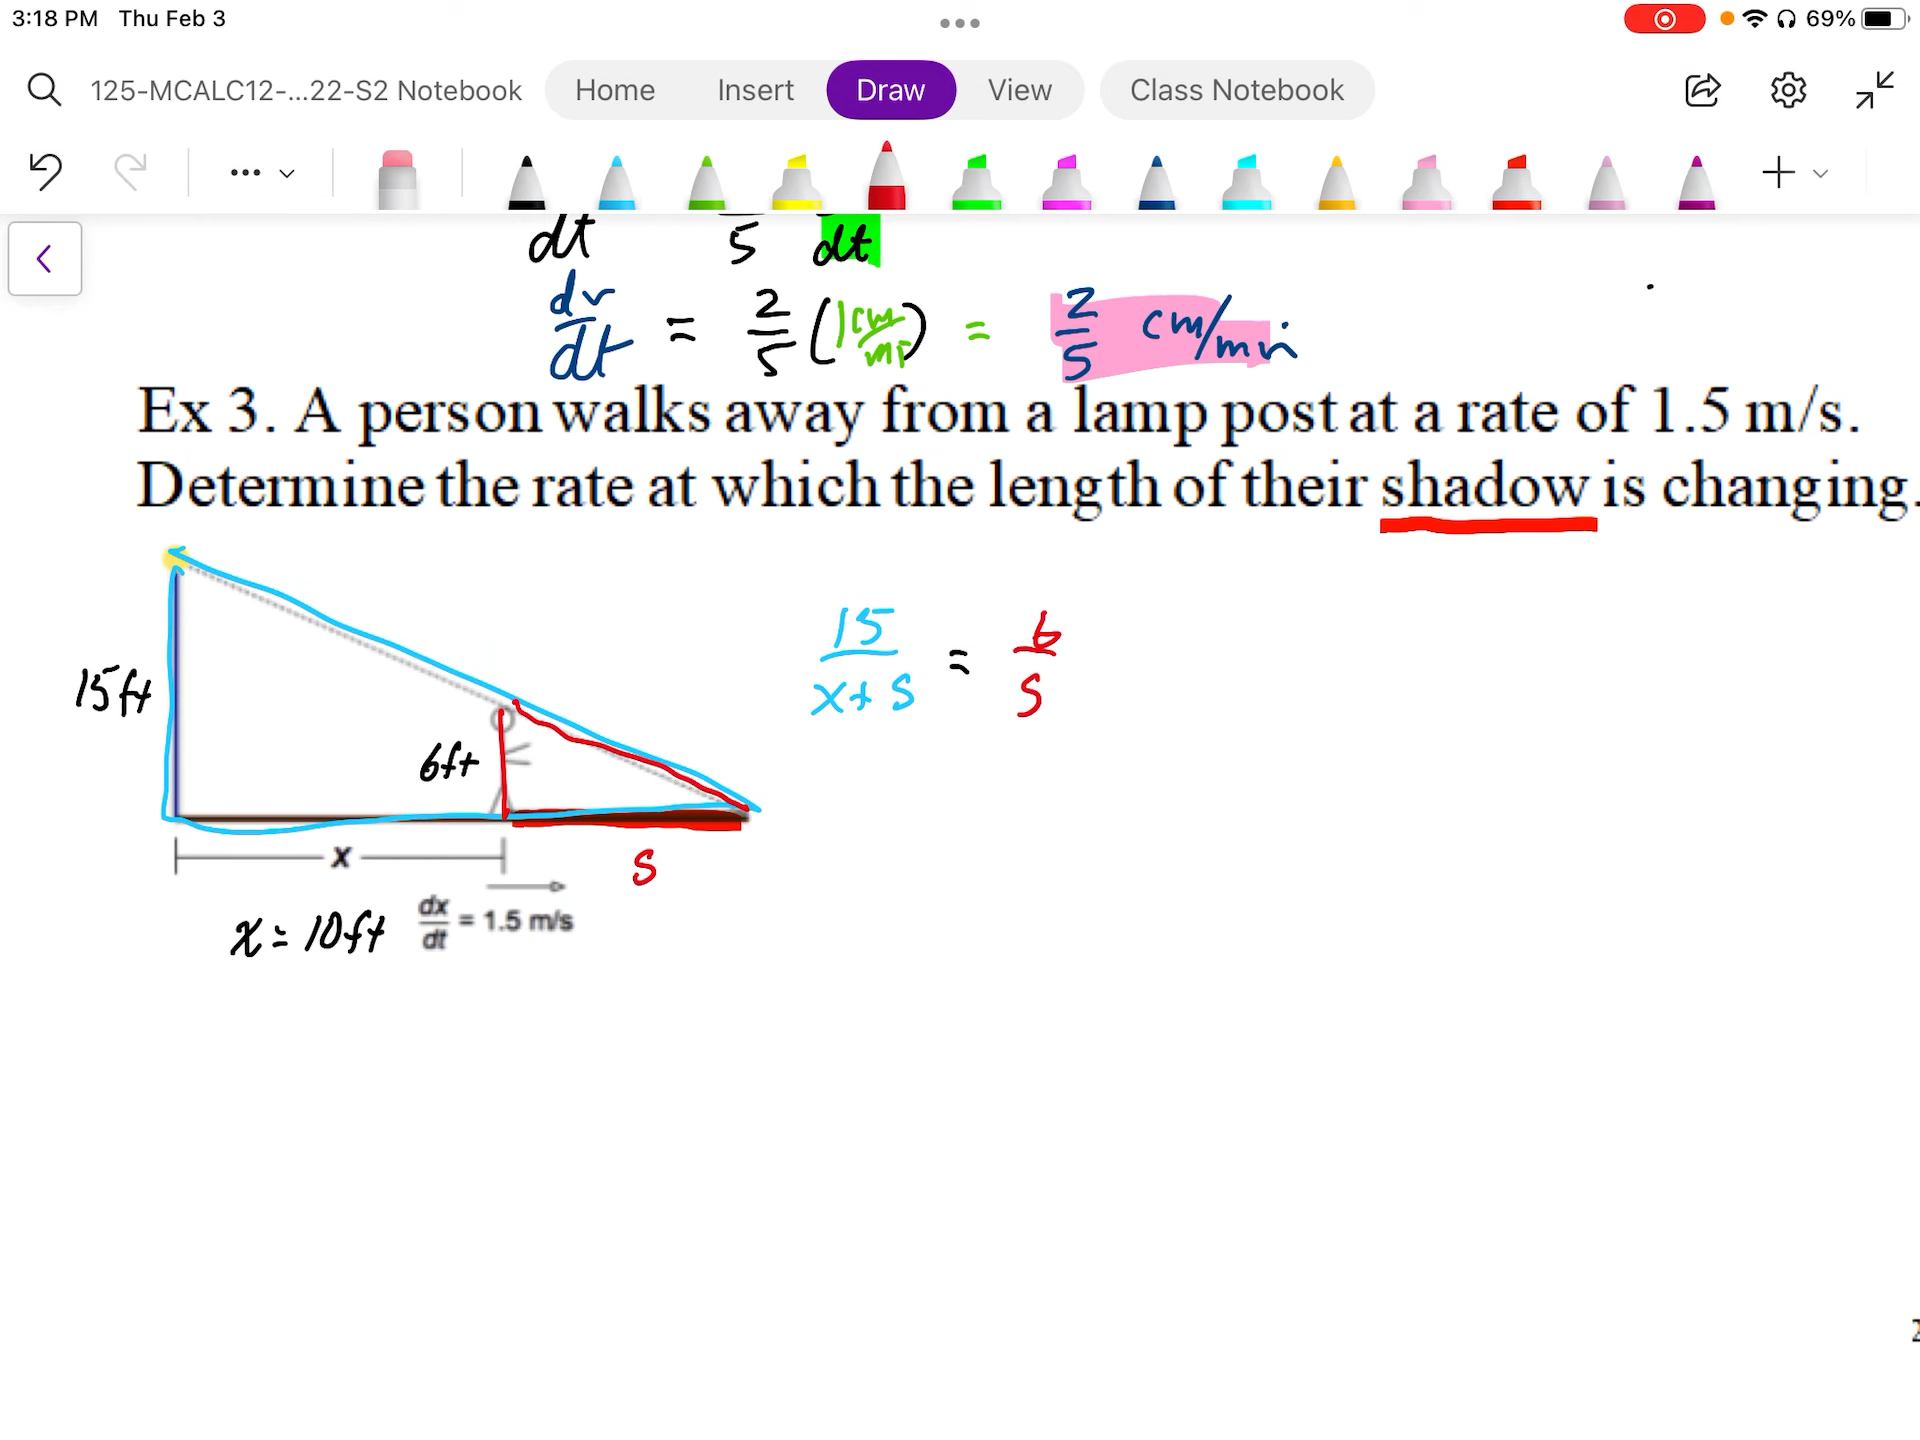 3:18 PM Thu Feb 3
69%
125-MCALC12-...22-S2 Notebook
Home
Insert
Draw
View
Class Notebook
dt 5 dt
dr/dt = 2/5 (1 cm/mi) = 2/5 cm/min
Ex 3. A person walks away from a lamp post at a rate of 1.5 m/s.
Determine the rate at which the length of their shadow is changing.
15/x+s = 6/s
15ft
6ft
x
s
x = 10ft
dx/dt = 1.5 m/s